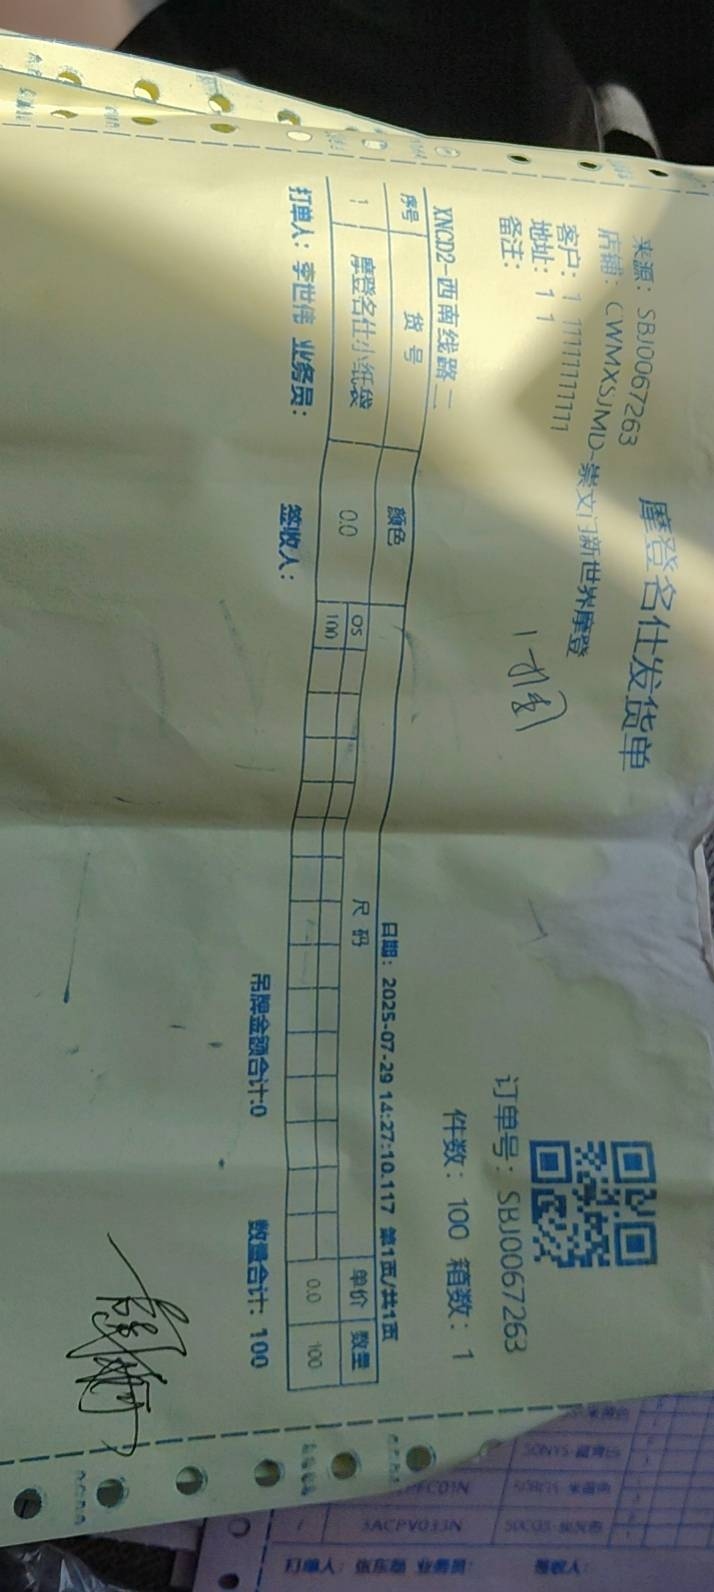 摩登名仕发货单
来源：SBJ0067263
店铺：CWMXSJMD-崇文门新世界摩登
订单号：SBJ0067263
客户：1 11111111111
地址：1 1
件数：100 箱数：1
备注：
XNCD2-西南线路二
日期：2025-07-29 14:27:10.117 第1页/共1页
序号 货号 颜色 尺码 单价 数量
OS
1 摩登名仕小纸袋 0.0 100 0.0 100
打单人：李世伟 业务员： 签收人： 吊牌金额合计:0 数量合计：100
SACPV033N